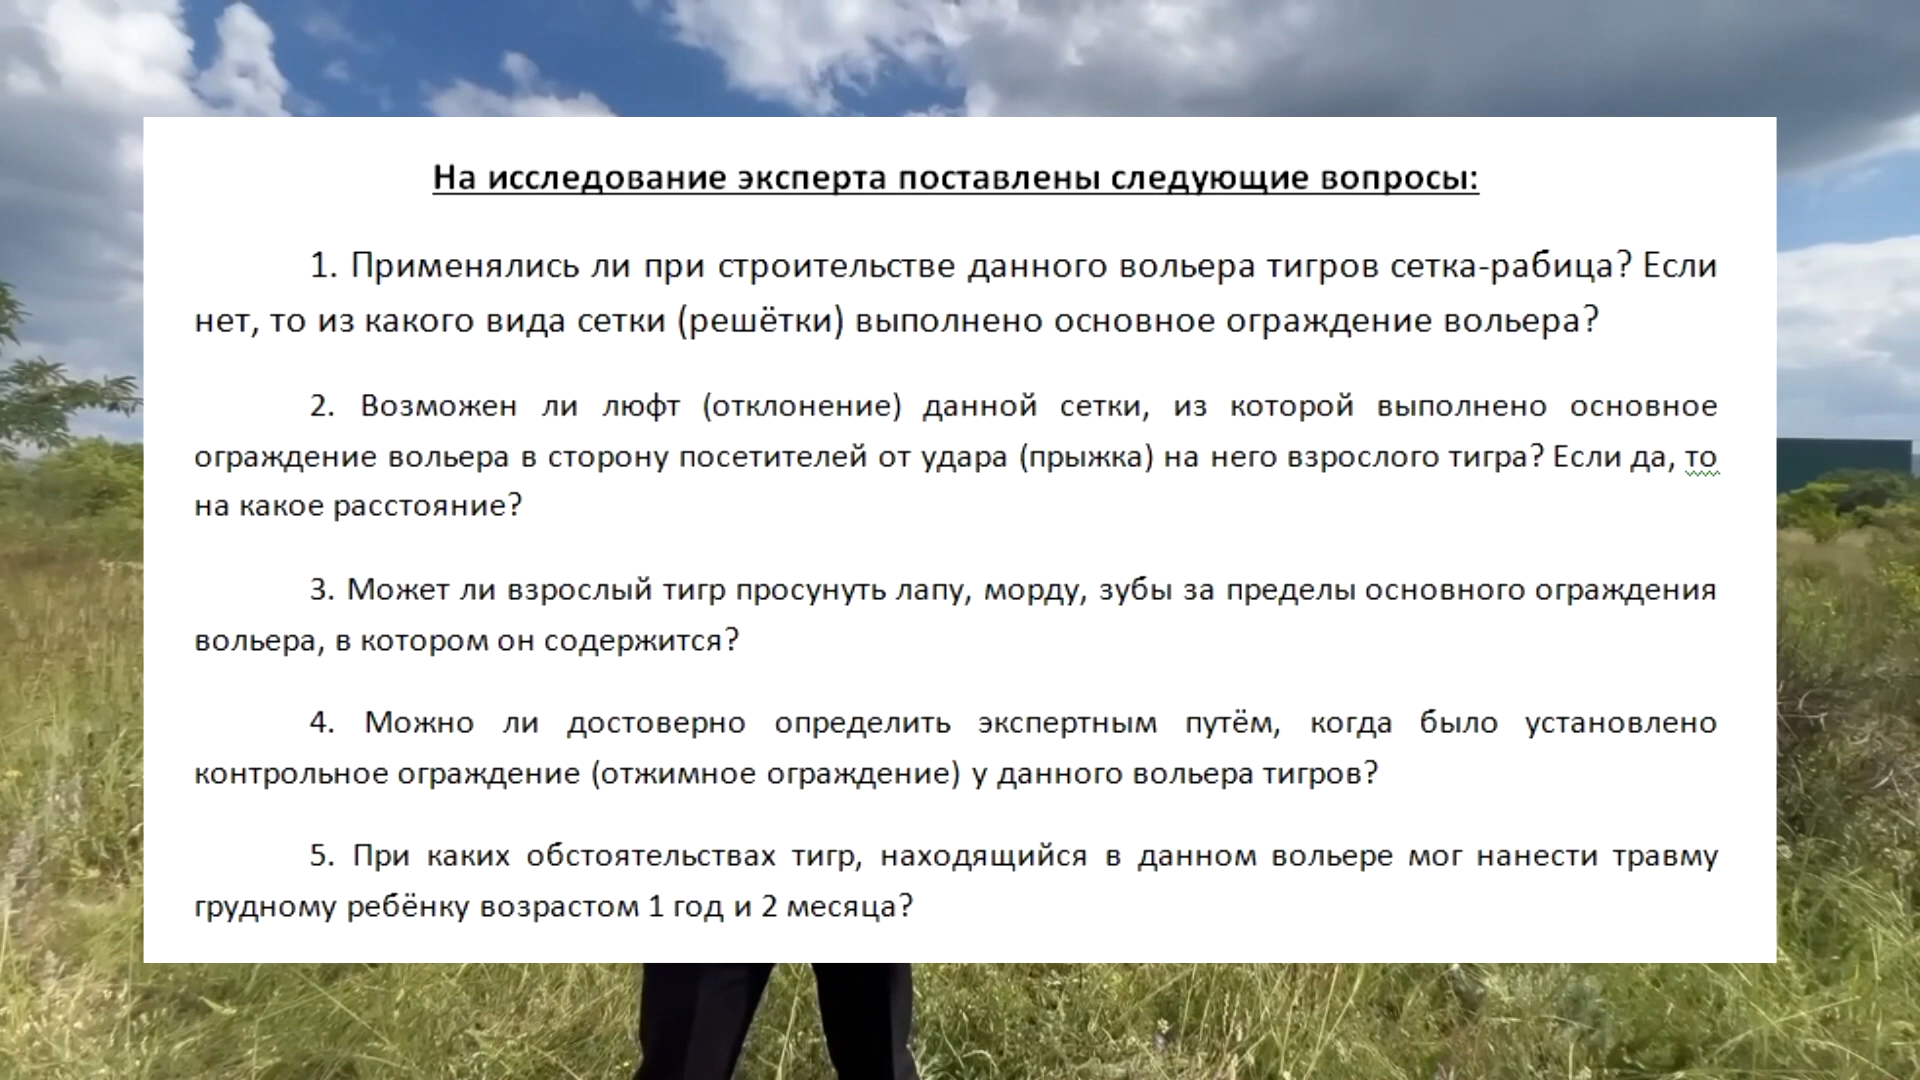 На исследование эксперта поставлены следующие вопросы:
1. Применялись ли при строительстве данного вольера тигров сетка-рабица? Если
нет, то из какого вида сетки (решётки) выполнено основное ограждение вольера?
2. Возможен ли люфт (отклонение) данной сетки, из которой выполнено основное
ограждение вольера в сторону посетителей от удара (прыжка) на него взрослого тигра? Если да, то
на какое расстояние?
3. Может ли взрослый тигр просунуть лапу, морду, зубы за пределы основного ограждения
вольера, в котором он содержится?
4. Можно ли достоверно определить экспертным путём, когда было установлено
контрольное ограждение (отжимное ограждение) у данного вольера тигров?
5. При каких обстоятельствах тигр, находящийся в данном вольере мог нанести травму
грудному ребёнку возрастом 1 год и 2 месяца?